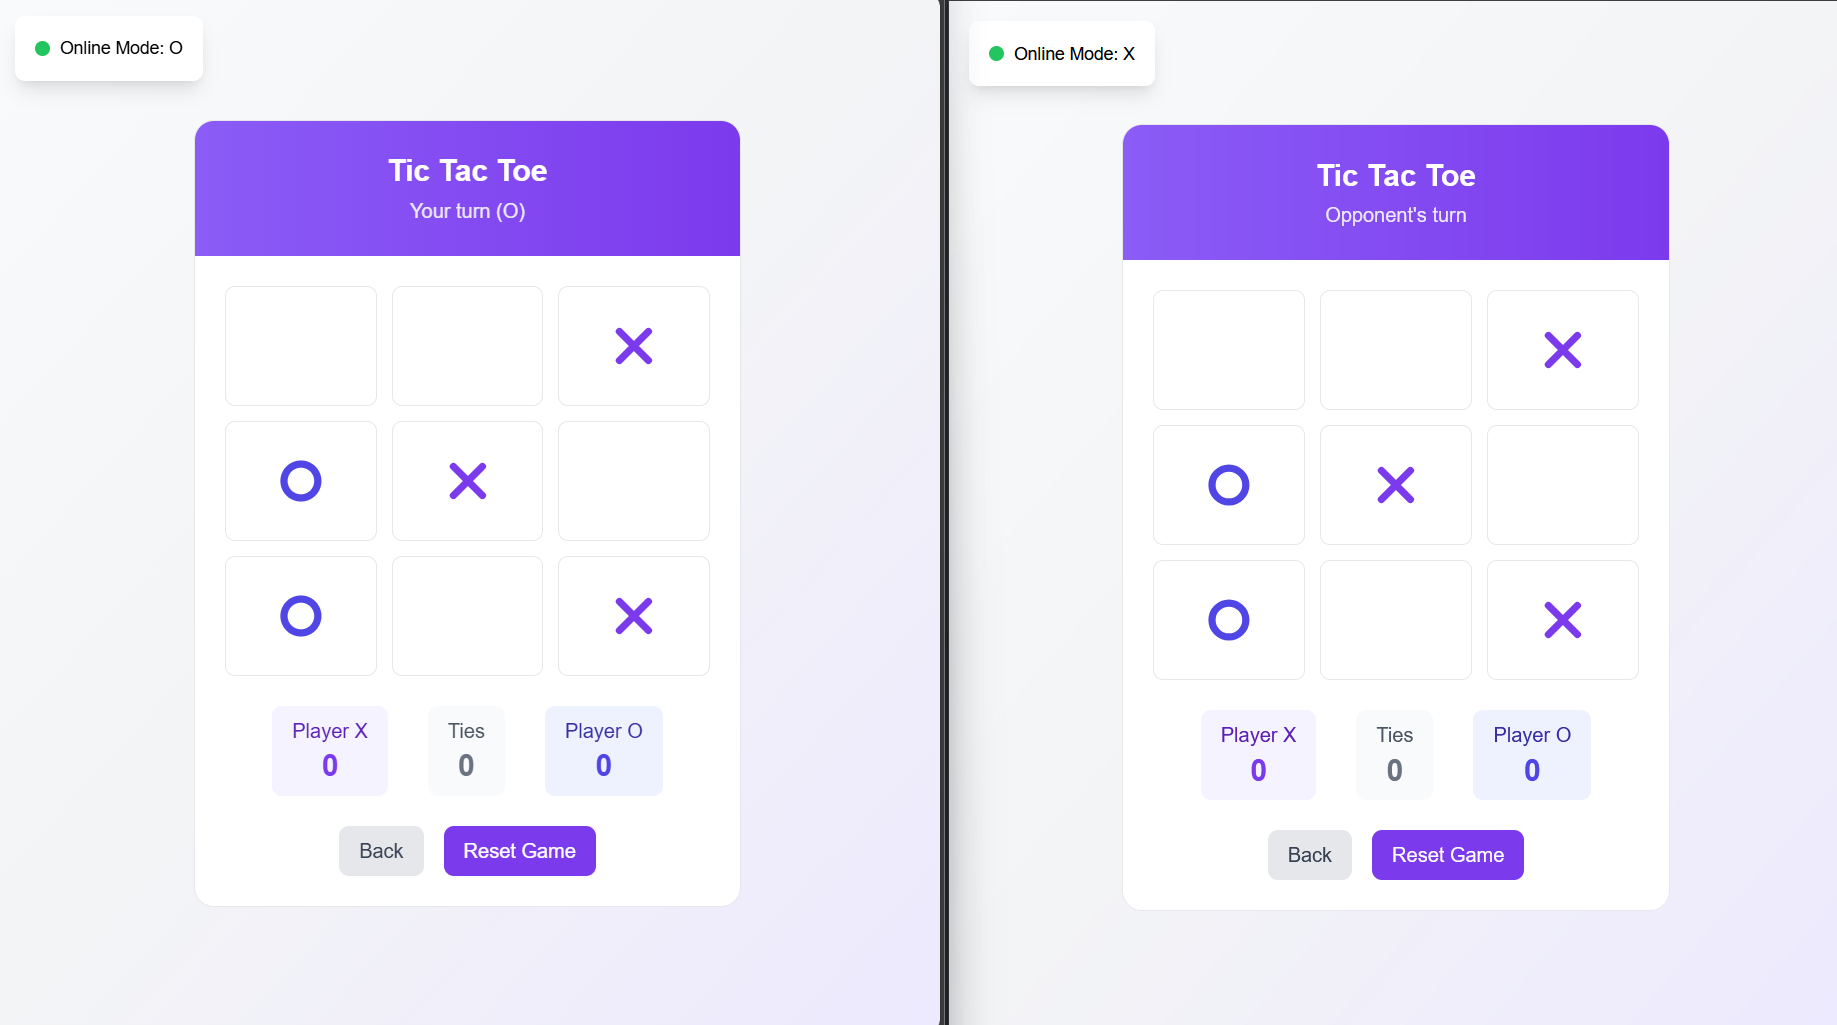 Online Mode: O
Tic Tac Toe
Your turn (O)
Player X
0
Ties
0
Player O
0
Back
Reset Game
Online Mode: X
Tic Tac Toe
Opponent's turn
Player X
0
Ties
0
Player O
0
Back
Reset Game